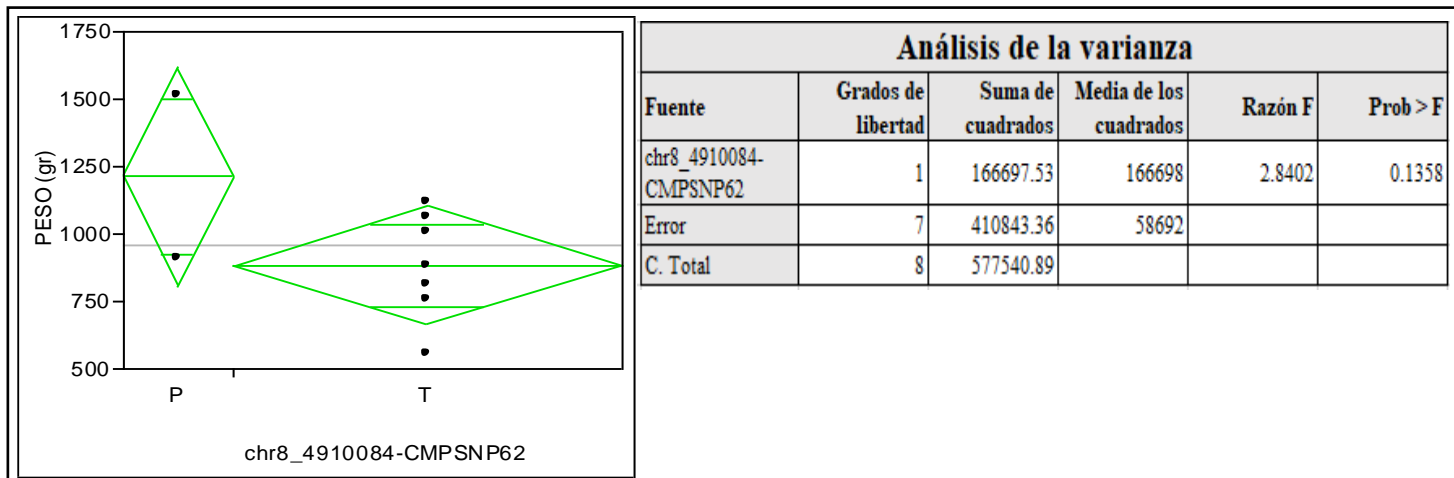 1750
1500
1250
1000
750
500
PESO (gr)
P T
chr8_4910084-CMPSNP62
Análisis de la varianza
Fuente Grados de libertad Suma de cuadrados Media de los cuadrados Razón F Prob > F
chr8_4910084-CMPSNP62 1 166697.53 166698 2.8402 0.1358
Error 7 410843.36 58692
C. Total 8 577540.89